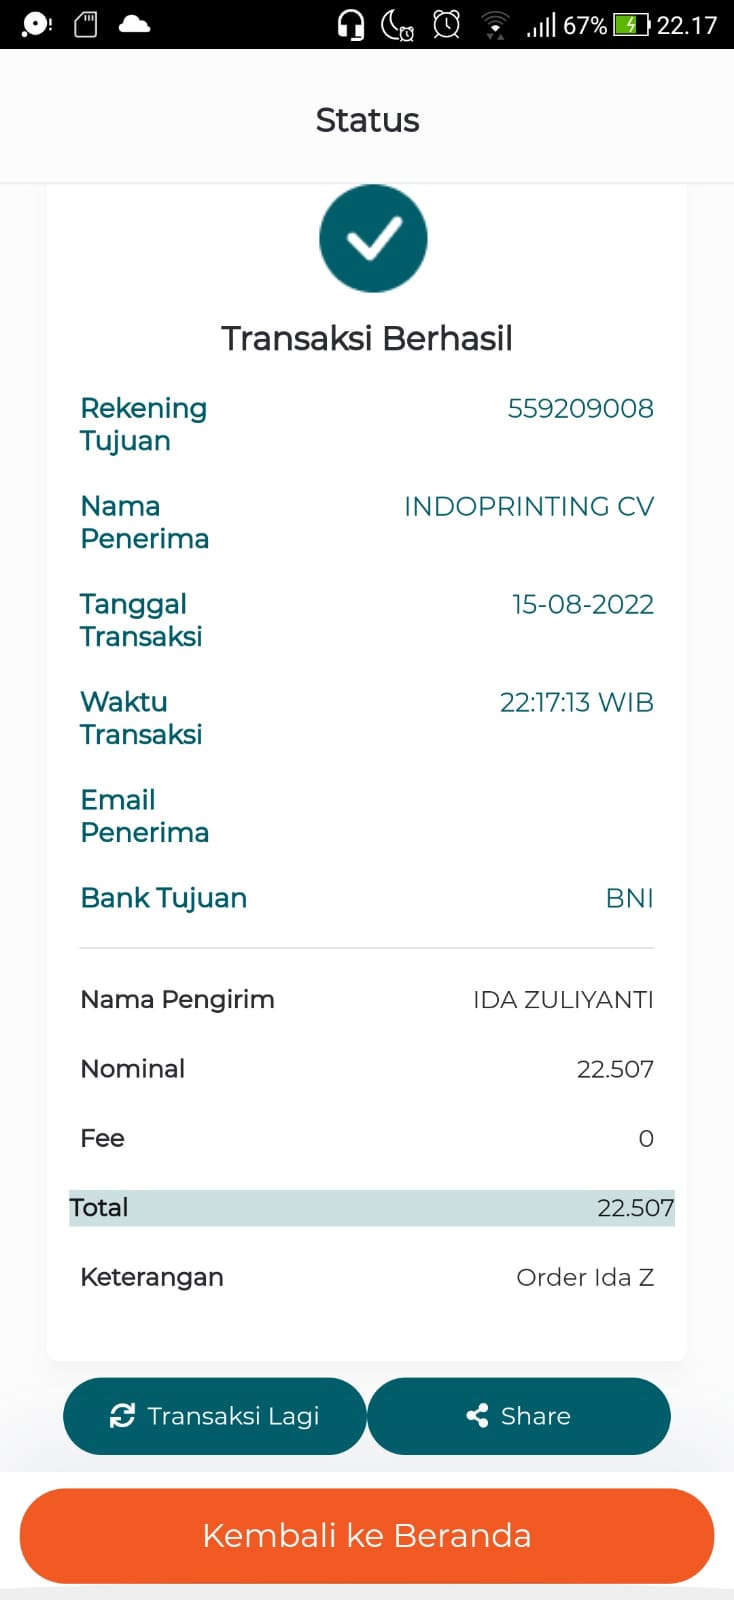 67% 22.17
Status
Transaksi Berhasil
Rekening 559209008
Tujuan
Nama INDOPRINTING CV
Penerima
Tanggal 15-08-2022
Transaksi
Waktu 22:17:13 WIB
Transaksi
Email
Penerima
Bank Tujuan BNI
Nama Pengirim IDA ZULIYANTI
Nominal 22.507
Fee 0
Total 22.507
Keterangan Order Ida Z
Transaksi Lagi Share
Kembali ke Beranda